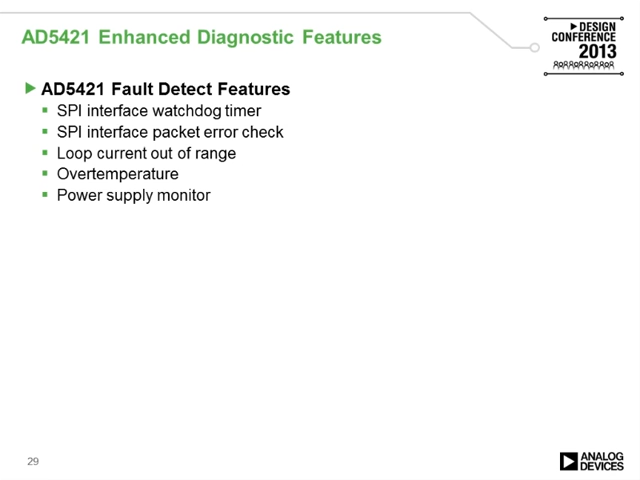 AD5421 Enhanced Diagnostic Features
DESIGN
CONFERENCE
2013
AD5421 Fault Detect Features
SPI interface watchdog timer
SPI interface packet error check
Loop current out of range
Overtemperature
Power supply monitor
29
ANALOG
DEVICES